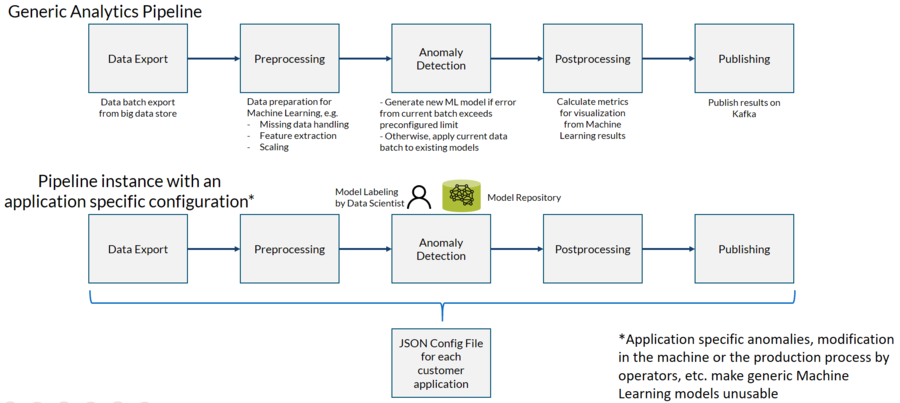 Generic Analytics Pipeline
Data Export
Preprocessing
Anomaly
Detection
Postprocessing
Publishing
Data batch export
from big data store
Data preparation for
Machine Learning, e.g.
- Missing data handling
- Feature extraction
- Scaling
- Generate new ML model if error
from current batch exceeds
preconfigured limit
- Otherwise, apply current data
batch to existing models
Calculate metrics
for visualization
from Machine
Learning results
Publish results on
Kafka
Pipeline instance with an
application specific configuration*
Model Labeling
by Data Scientist
Model Repository
Data Export
Preprocessing
Anomaly
Detection
Postprocessing
Publishing
JSON Config File
for each
customer
application
*Application specific anomalies, modification
in the machine or the production process by
operators, etc. make generic Machine
Learning models unusable